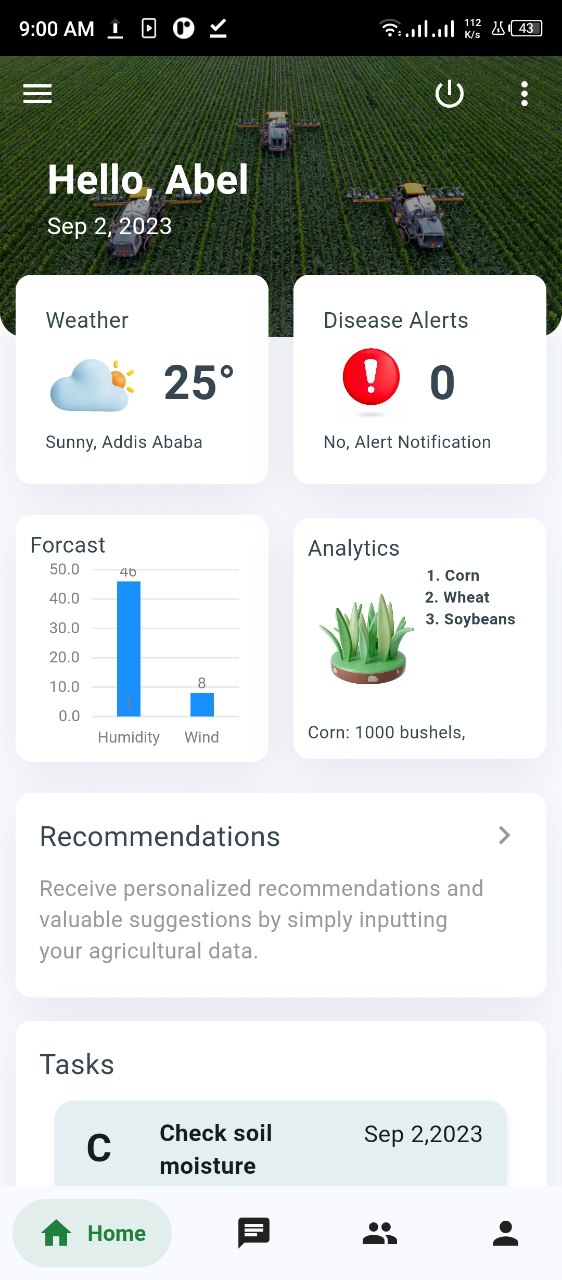 9:00 AM
112
K/s
43
Hello, Abel
Sep 2, 2023
Weather
25°
Sunny, Addis Ababa
Disease Alerts
0
No, Alert Notification
Forcast
50.0
40.0
30.0
20.0
10.0
0.0
46
1
8
Humidity
Wind
Analytics
1. Corn
2. Wheat
3. Soybeans
Corn: 1000 bushels,
Recommendations
Receive personalized recommendations and
valuable suggestions by simply inputting
your agricultural data.
Tasks
C
Check soil
moisture
Sep 2,2023
Home